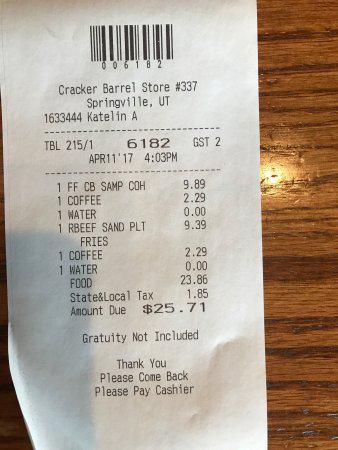 006182
Cracker Barrel Store #337
Springville, UT
1633444 Katelin A
TBL 215/1 6182 GST 2
APR11'17 4:03PM
1 FF CB SAMP COH 9.89
1 COFFEE 2.29
1 WATER 0.00
1 RBEEF SAND PLT 9.39
FRIES
1 COFFEE 2.29
1 WATER 0.00
FOOD 23.86
State&Local Tax 1.85
Amount Due $25.71
Gratuity Not Included
Thank You
Please Come Back
Please Pay Cashier